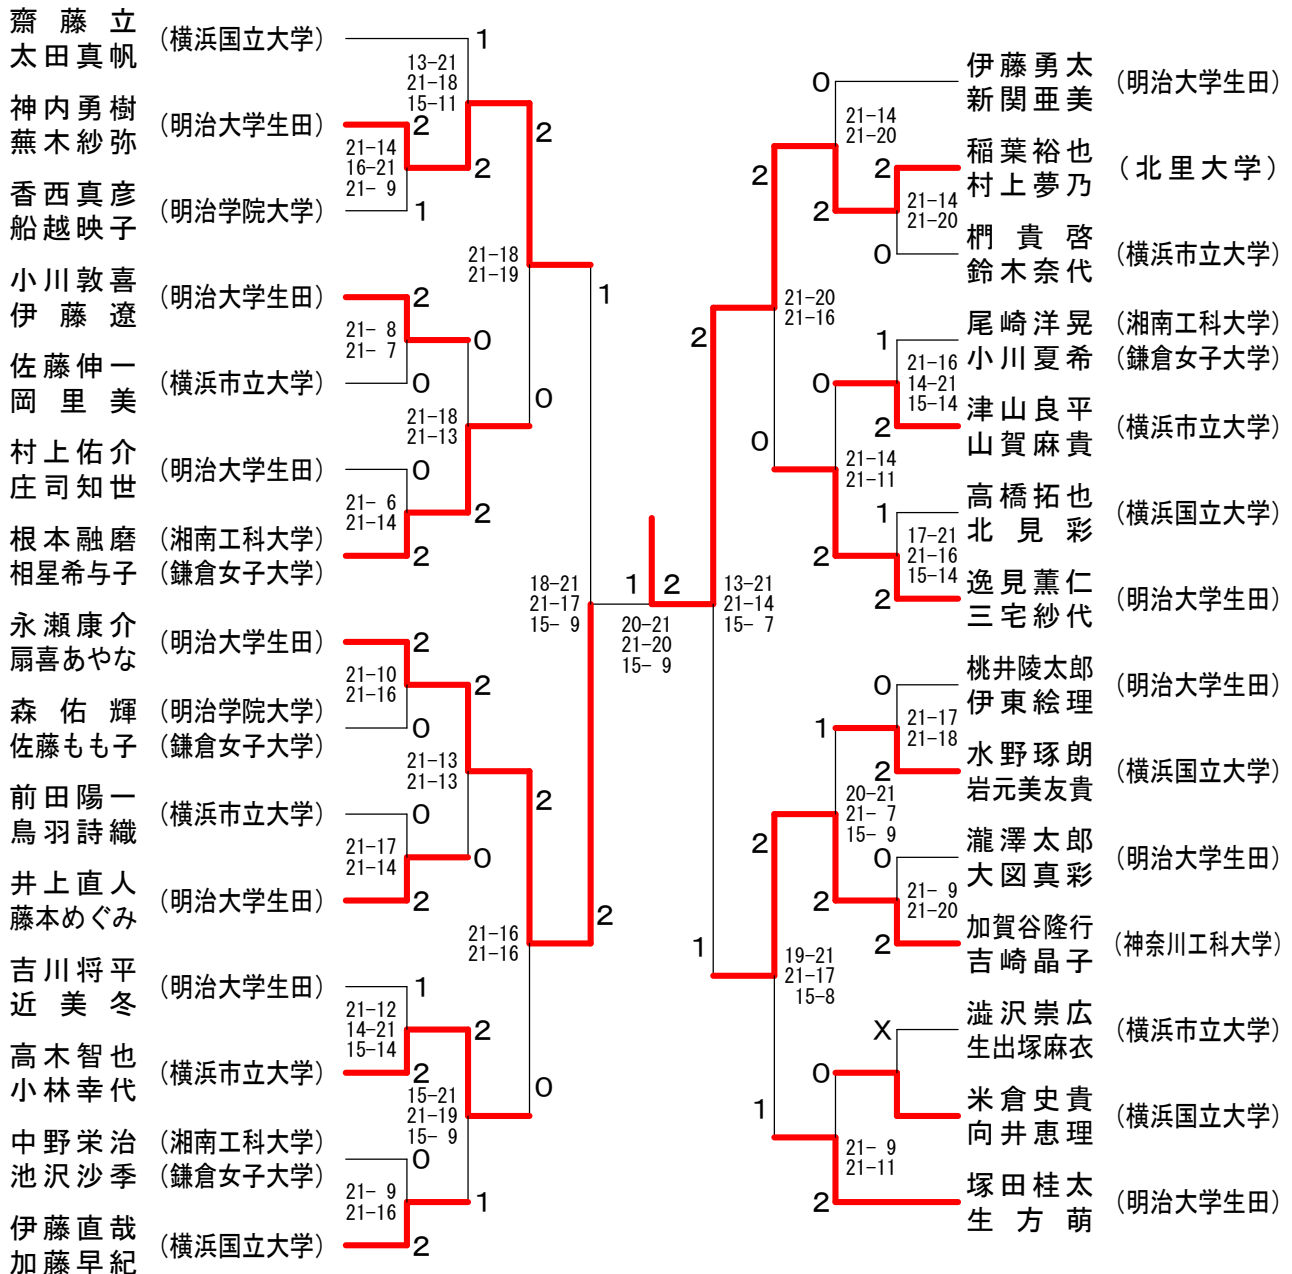 齋藤立
太田真帆
(横浜国立大学)
1
13-21
21-18
15-11
神内勇樹
蕪木紗弥
(明治大学生田)
2
21-14
16-21
21- 9
2
2
香西真彦
船越映子
(明治学院大学)
1
21-18
21-19
1
小川敦喜
伊藤遼
(明治大学生田)
2
21- 8
21- 7
0
佐藤伸一
岡里美
(横浜市立大学)
0
21-18
21-13
0
村上佑介
庄司知世
(明治大学生田)
0
21- 6
21-14
2
根本融磨
相星希与子
(湘南工科大学)
(鎌倉女子大学)
2
18-21
21-17
15- 9
永瀬康介
扇喜あやな
(明治大学生田)
2
21-10
21-16
2
森佑輝
佐藤もも子
(明治学院大学)
(鎌倉女子大学)
0
21-13
21-13
2
前田陽一
鳥羽詩織
(横浜市立大学)
0
21-17
21-14
0
井上直人
藤本めぐみ
(明治大学生田)
2
21-16
21-16
2
吉川将平
近美冬
(明治大学生田)
1
21-12
14-21
15-14
2
高木智也
小林幸代
(横浜市立大学)
2
15-21
21-19
15- 9
0
中野栄治
池沢沙季
(湘南工科大学)
(鎌倉女子大学)
0
21- 9
21-16
1
伊藤直哉
加藤早紀
(横浜国立大学)
2
1
2
20-21
21-20
15- 9
0
伊藤勇太
新関亜美
(明治大学生田)
21-14
21-20
2
2
2
稲葉裕也
村上夢乃
(北里大学)
21-14
21-20
0
椚貴啓
鈴木奈代
(横浜市立大学)
21-20
21-16
2
1
尾崎洋晃
小川夏希
(湘南工科大学)
(鎌倉女子大学)
21-16
14-21
15-14
0
2
津山良平
山賀麻貴
(横浜市立大学)
0
21-14
21-11
1
高橋拓也
北見彩
(横浜国立大学)
17-21
21-16
15-14
2
2
逸見薫仁
三宅紗代
(明治大学生田)
13-21
21-14
15- 7
0
桃井陵太郎
伊東絵理
(明治大学生田)
21-17
21-18
1
2
水野琢朗
岩元美友貴
(横浜国立大学)
20-21
21- 7
15- 9
2
0
瀧澤太郎
大図真彩
(明治大学生田)
21- 9
21-20
2
2
加賀谷隆行
吉崎晶子
(神奈川工科大学)
1
19-21
21-17
15-8
X
澁沢崇広
生出塚麻衣
(横浜市立大学)
0
米倉史貴
向井恵理
(横浜国立大学)
1
21- 9
21-11
2
塚田桂太
生方萌
(明治大学生田)